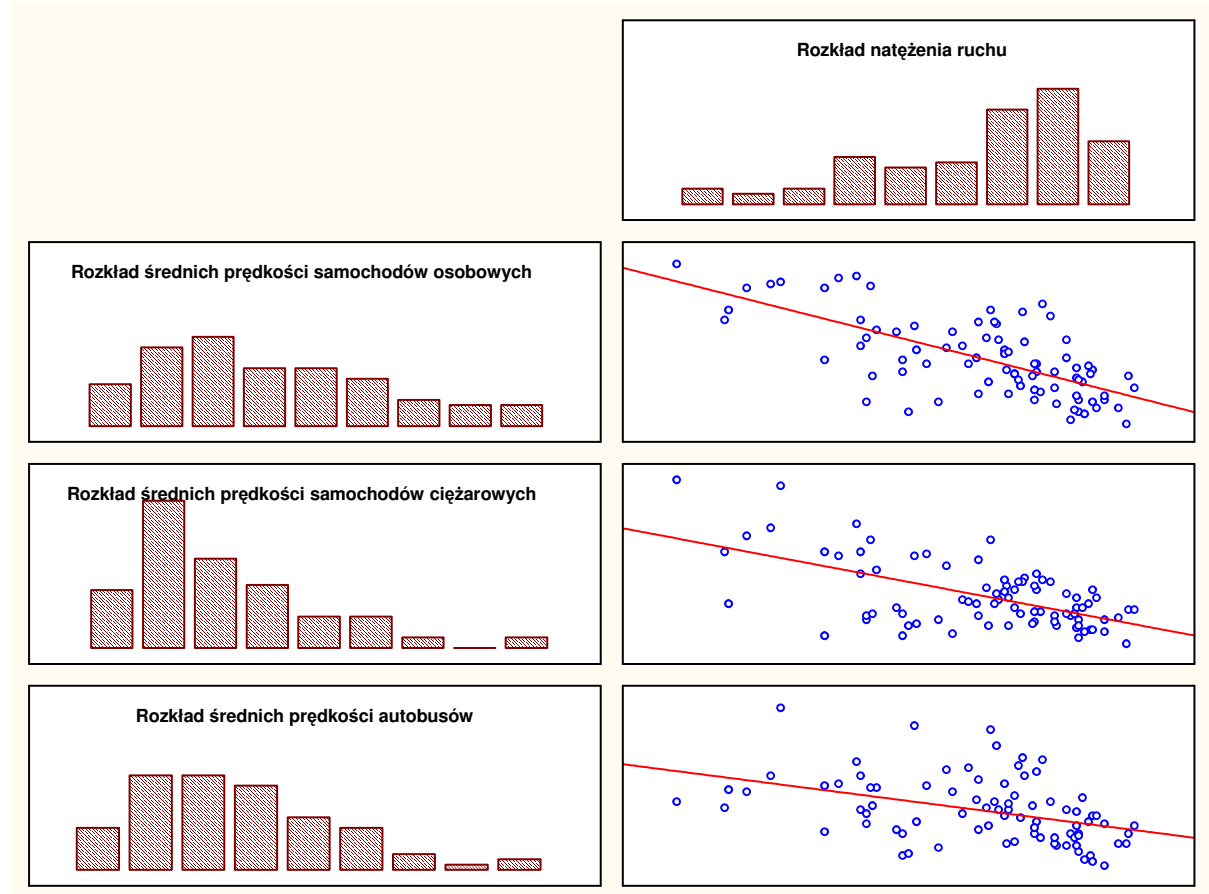 Rozkład natężenia ruchu
Rozkład średnich prędkości samochodów osobowych
Rozkład średnich prędkości samochodów ciężarowych
Rozkład średnich prędkości autobusów